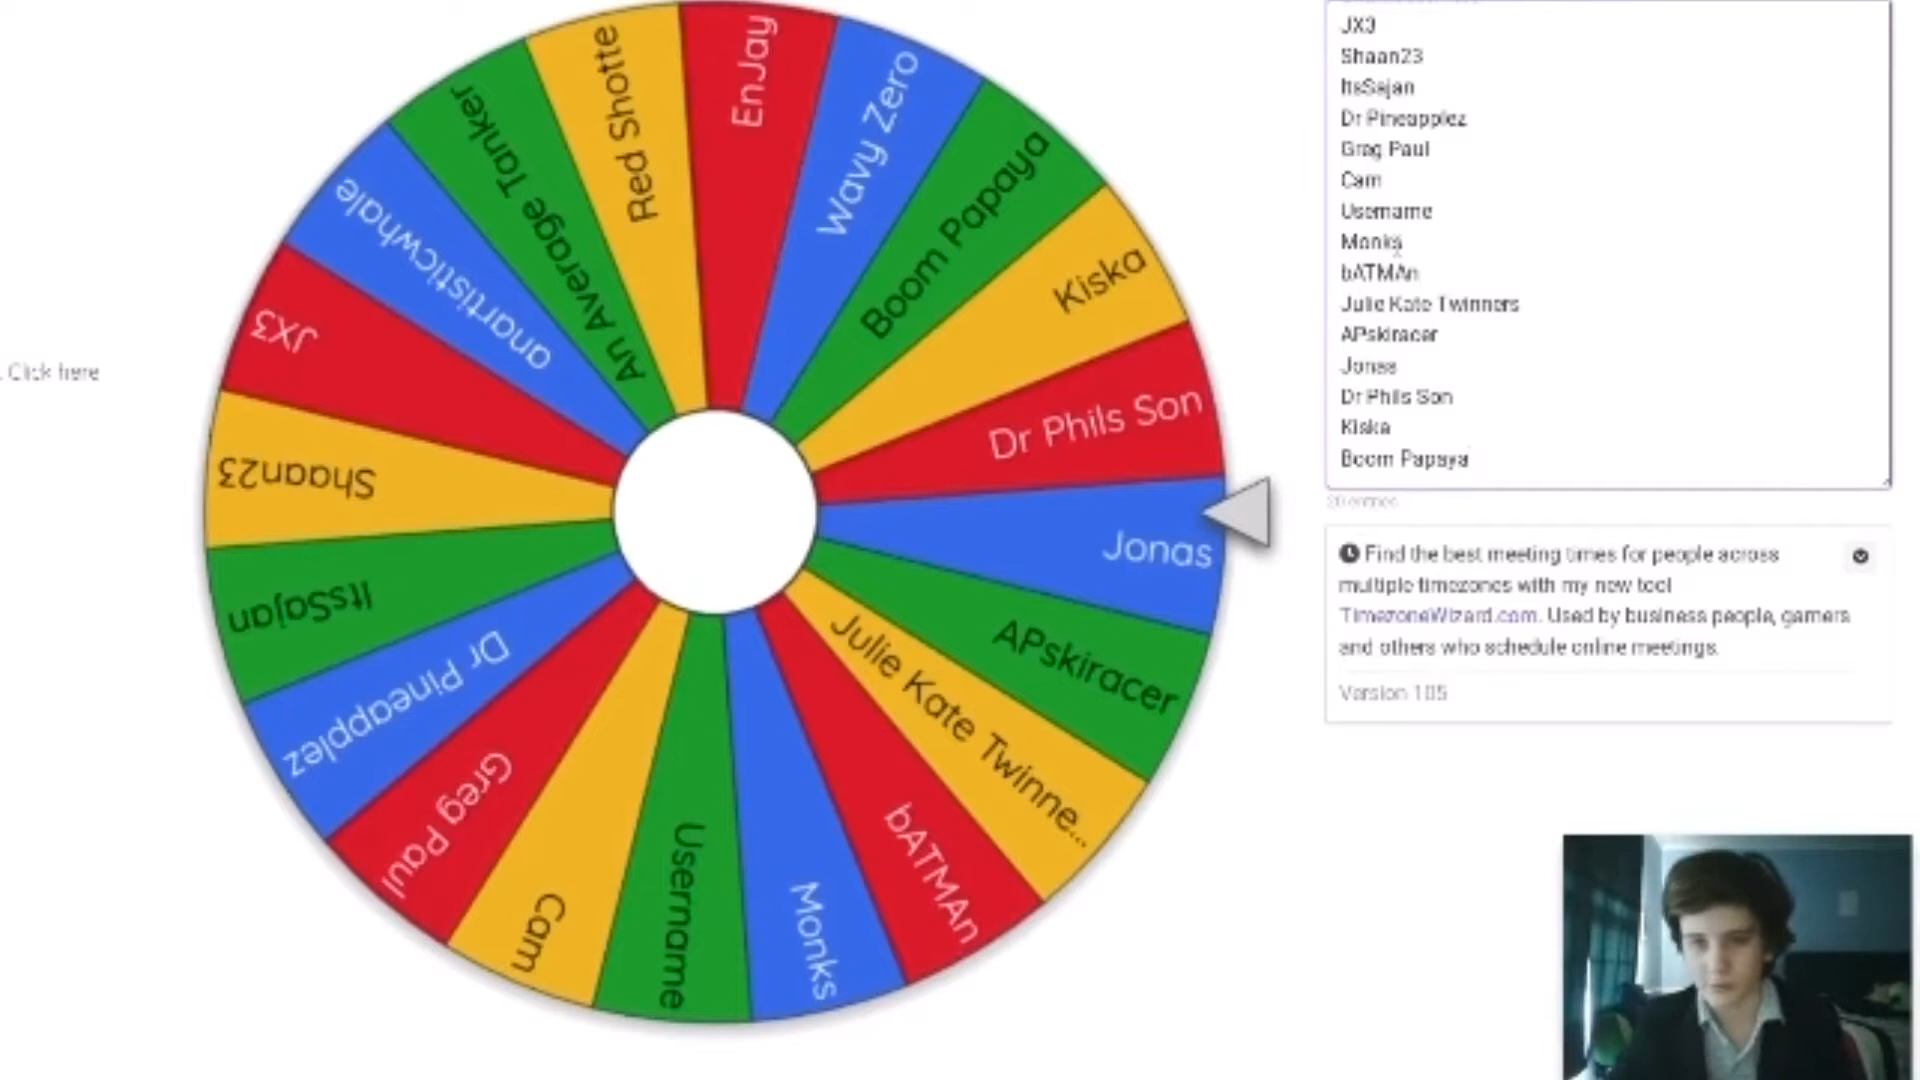 . Click here
EnJay
Wavy Zero
Boom Papaya
Kiska
Dr Phils Son
Jonas
APskiracer
Julie Kate Twinne...
bATMAn
Monks
Username
Cam
Greg Paul
Dr Pineapplez
ItsSajan
Shaan23
JX3
anartisticwhale
An Average Tanker
Red Shotte
JX3
Shaan23
ItsSajan
Dr Pineapplez
Greg Paul
Cam
Username
Monks
bATMAn
Julie Kate Twinners
APskiracer
Jonas
Dr Phils Son
Kiska
Boom Papaya
20 entries
Find the best meeting times for people across
multiple timezones with my new tool
TimezoneWizard.com. Used by business people, gamers
and others who schedule online meetings.
Version 105